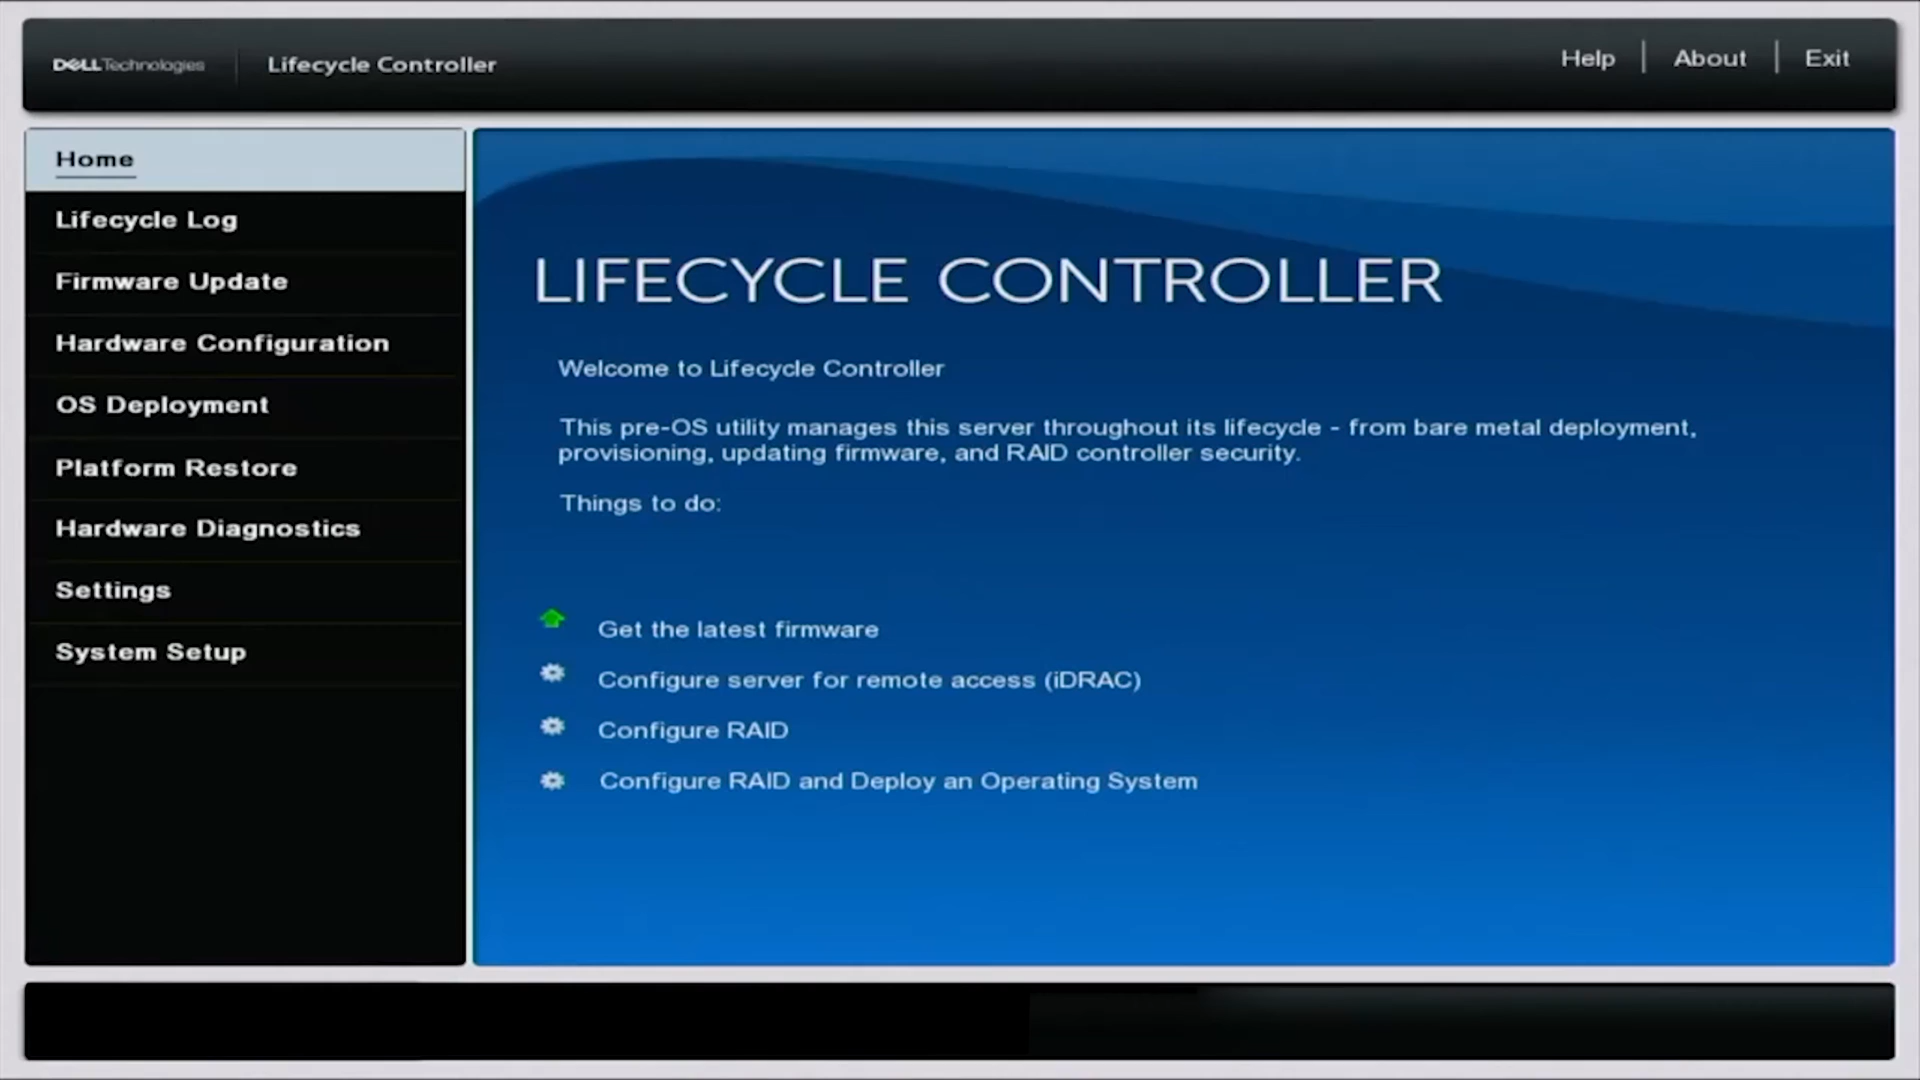 DELL Technologies
Lifecycle Controller
Help
About
Exit
Home
Lifecycle Log
Firmware Update
Hardware Configuration
OS Deployment
Platform Restore
Hardware Diagnostics
Settings
System Setup
LIFECYCLE CONTROLLER
Welcome to Lifecycle Controller
This pre-OS utility manages this server throughout its lifecycle - from bare metal deployment,
provisioning, updating firmware, and RAID controller security.
Things to do:
Get the latest firmware
Configure server for remote access (iDRAC)
Configure RAID
Configure RAID and Deploy an Operating System